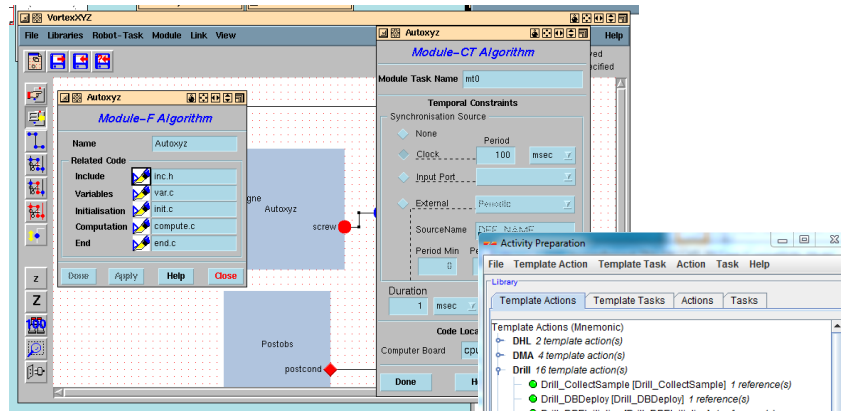 VortexXYZ
File Libraries Robot-Task Module Link View Help
Autoxyz
Module-F Algorithm
Name Autoxyz
Related Code
Include inc.h
Variables var.c
Initialisation init.c
Computation compute.c
End end.c
Done Apply Help Close
Autoxyz
screw
Postobs
postcond
z
Z
100
Autoxyz
Module-CT Algorithm
Module Task Name mt0
Temporal Constraints
Synchronisation Source
None
Period
Clock 100 msec
Input Port
External Periodic
SourceName DEF_NAME
Period Min
0
Duration
1 msec
Code Loca
Computer Board cpu
Done H
Activity Preparation
File Template Action Template Task Action Task Help
Library
Template Actions Template Tasks Actions Tasks
Template Actions (Mnemonic)
DHL 2 template action(s)
DMA 4 template action(s)
Drill 16 template action(s)
Drill_CollectSample [Drill_CollectSample] 1 reference(s)
Drill_DBDeploy [Drill_DBDeploy] 1 reference(s)